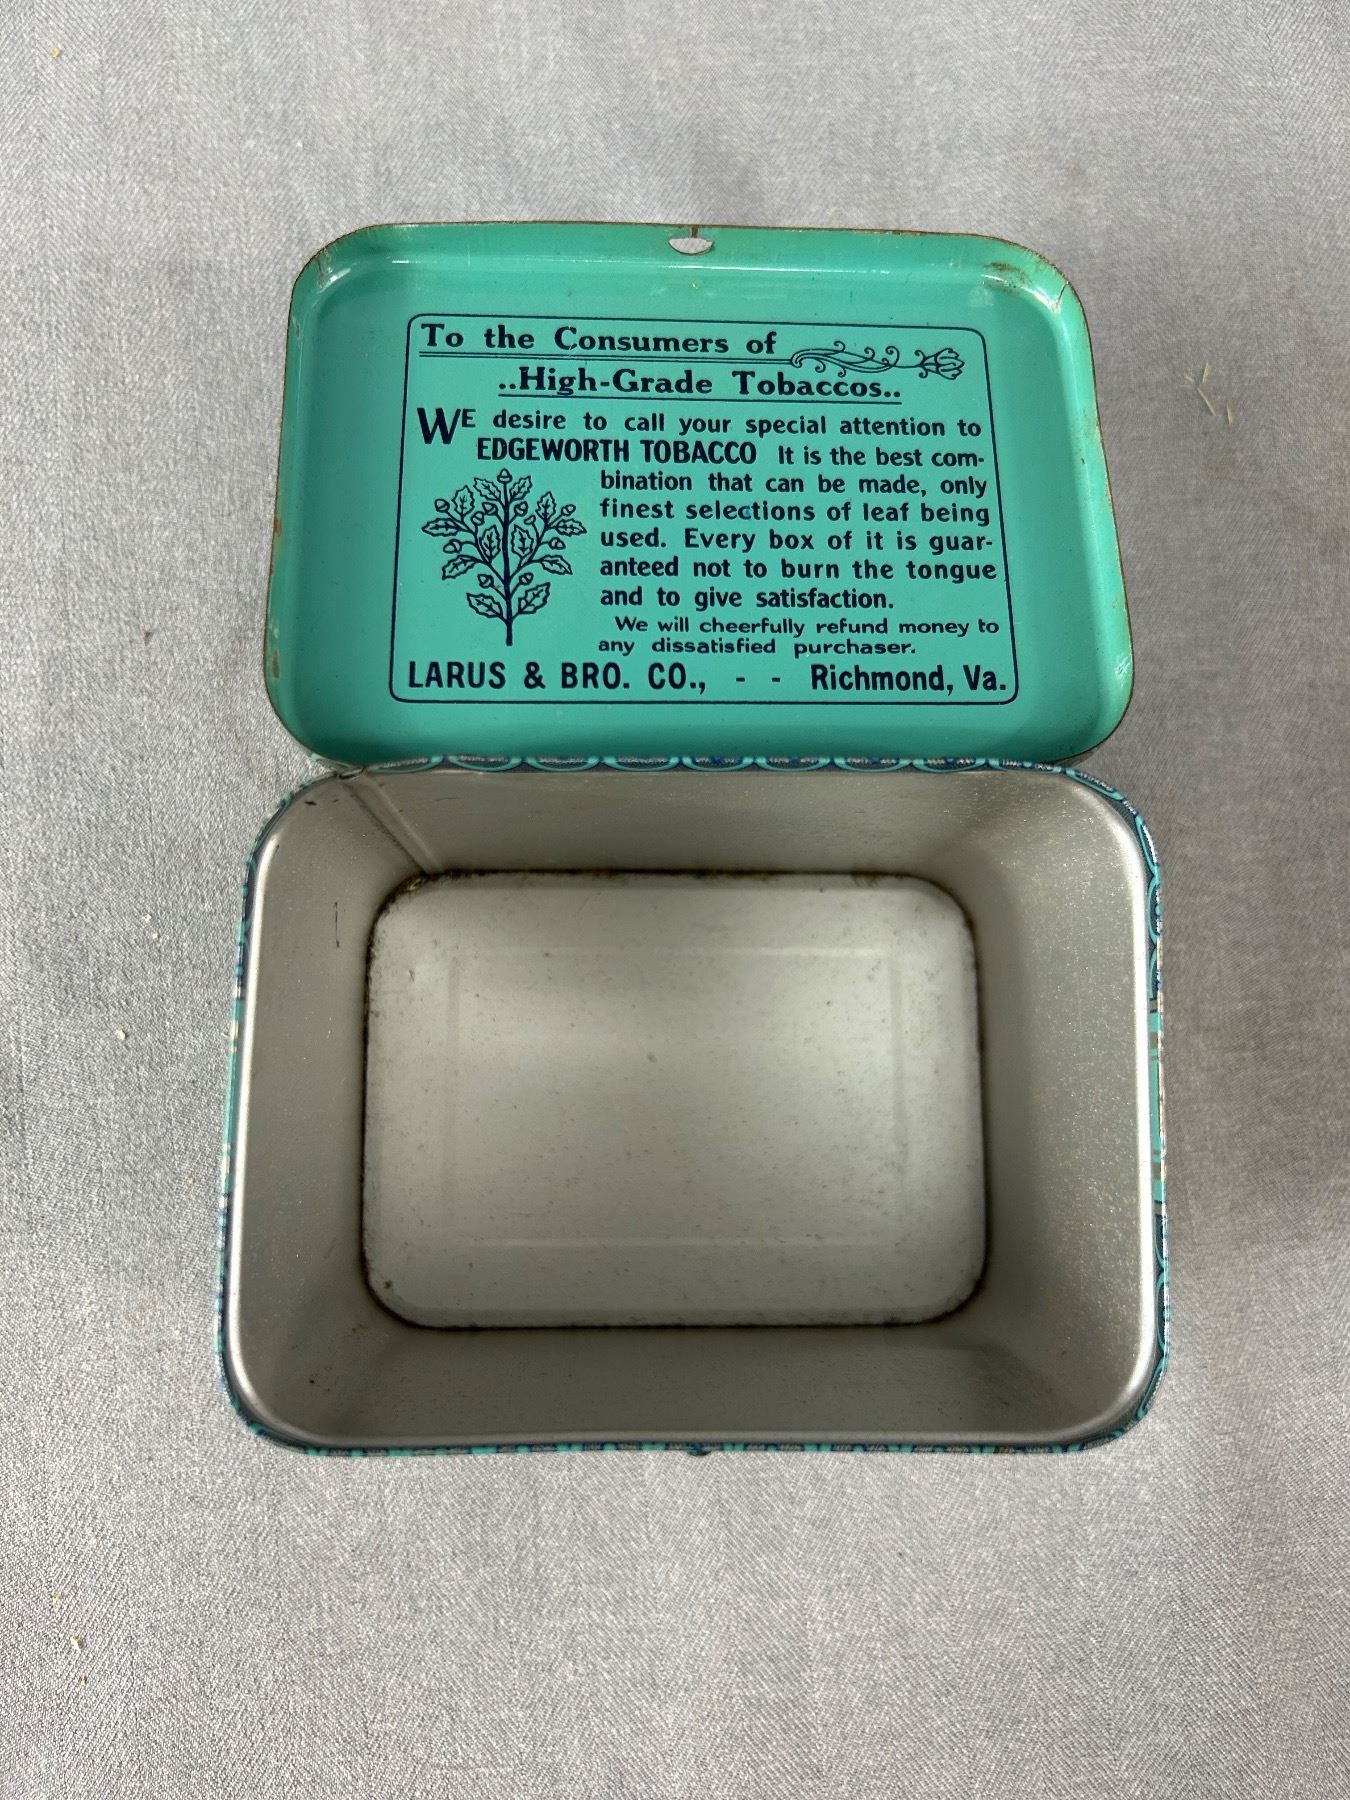 To the Consumers of
..High-Grade Tobaccos..
WE desire to call your special attention to
EDGEWORTH TOBACCO It is the best com-
bination that can be made, only
finest selections of leaf being
used. Every box of it is guar-
anteed not to burn the tongue
and to give satisfaction.
We will cheerfully refund money to
any dissatisfied purchaser.
LARUS & BRO. CO., - - Richmond, Va.